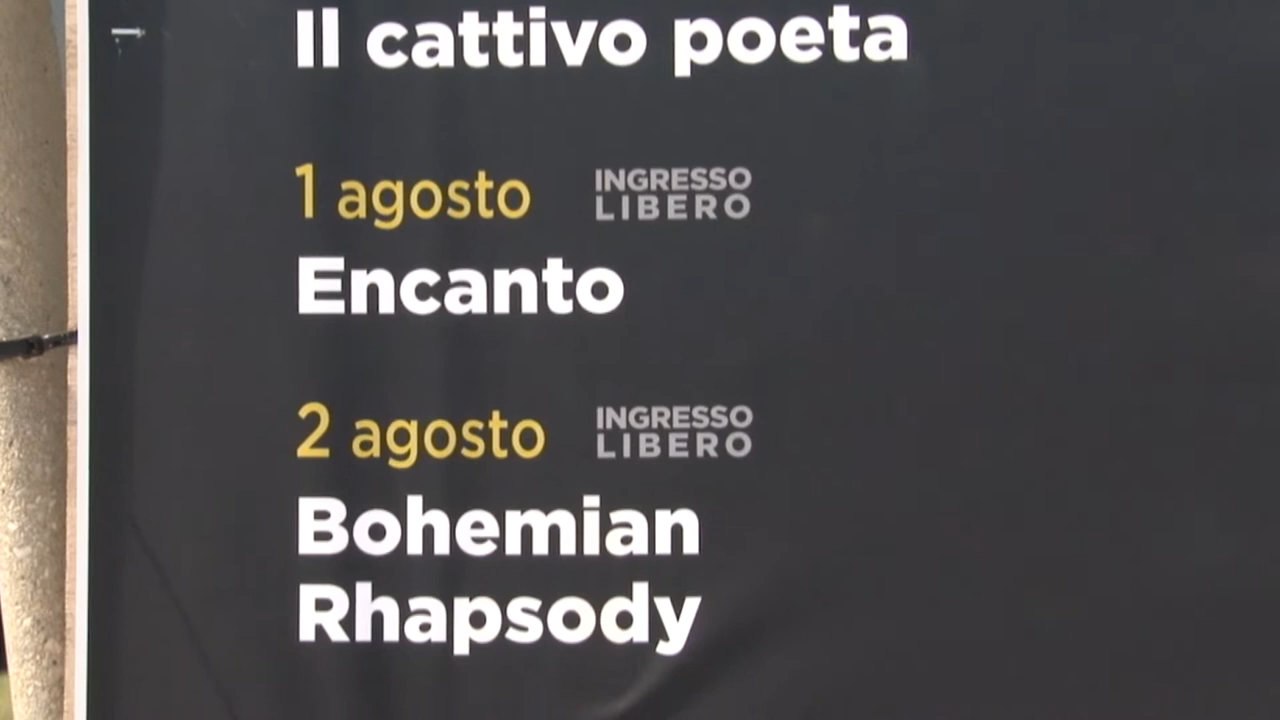 Il cattivo poeta
1 agosto INGRESSO
LIBERO
Encanto
2 agosto INGRESSO
LIBERO
Bohemian
Rhapsody